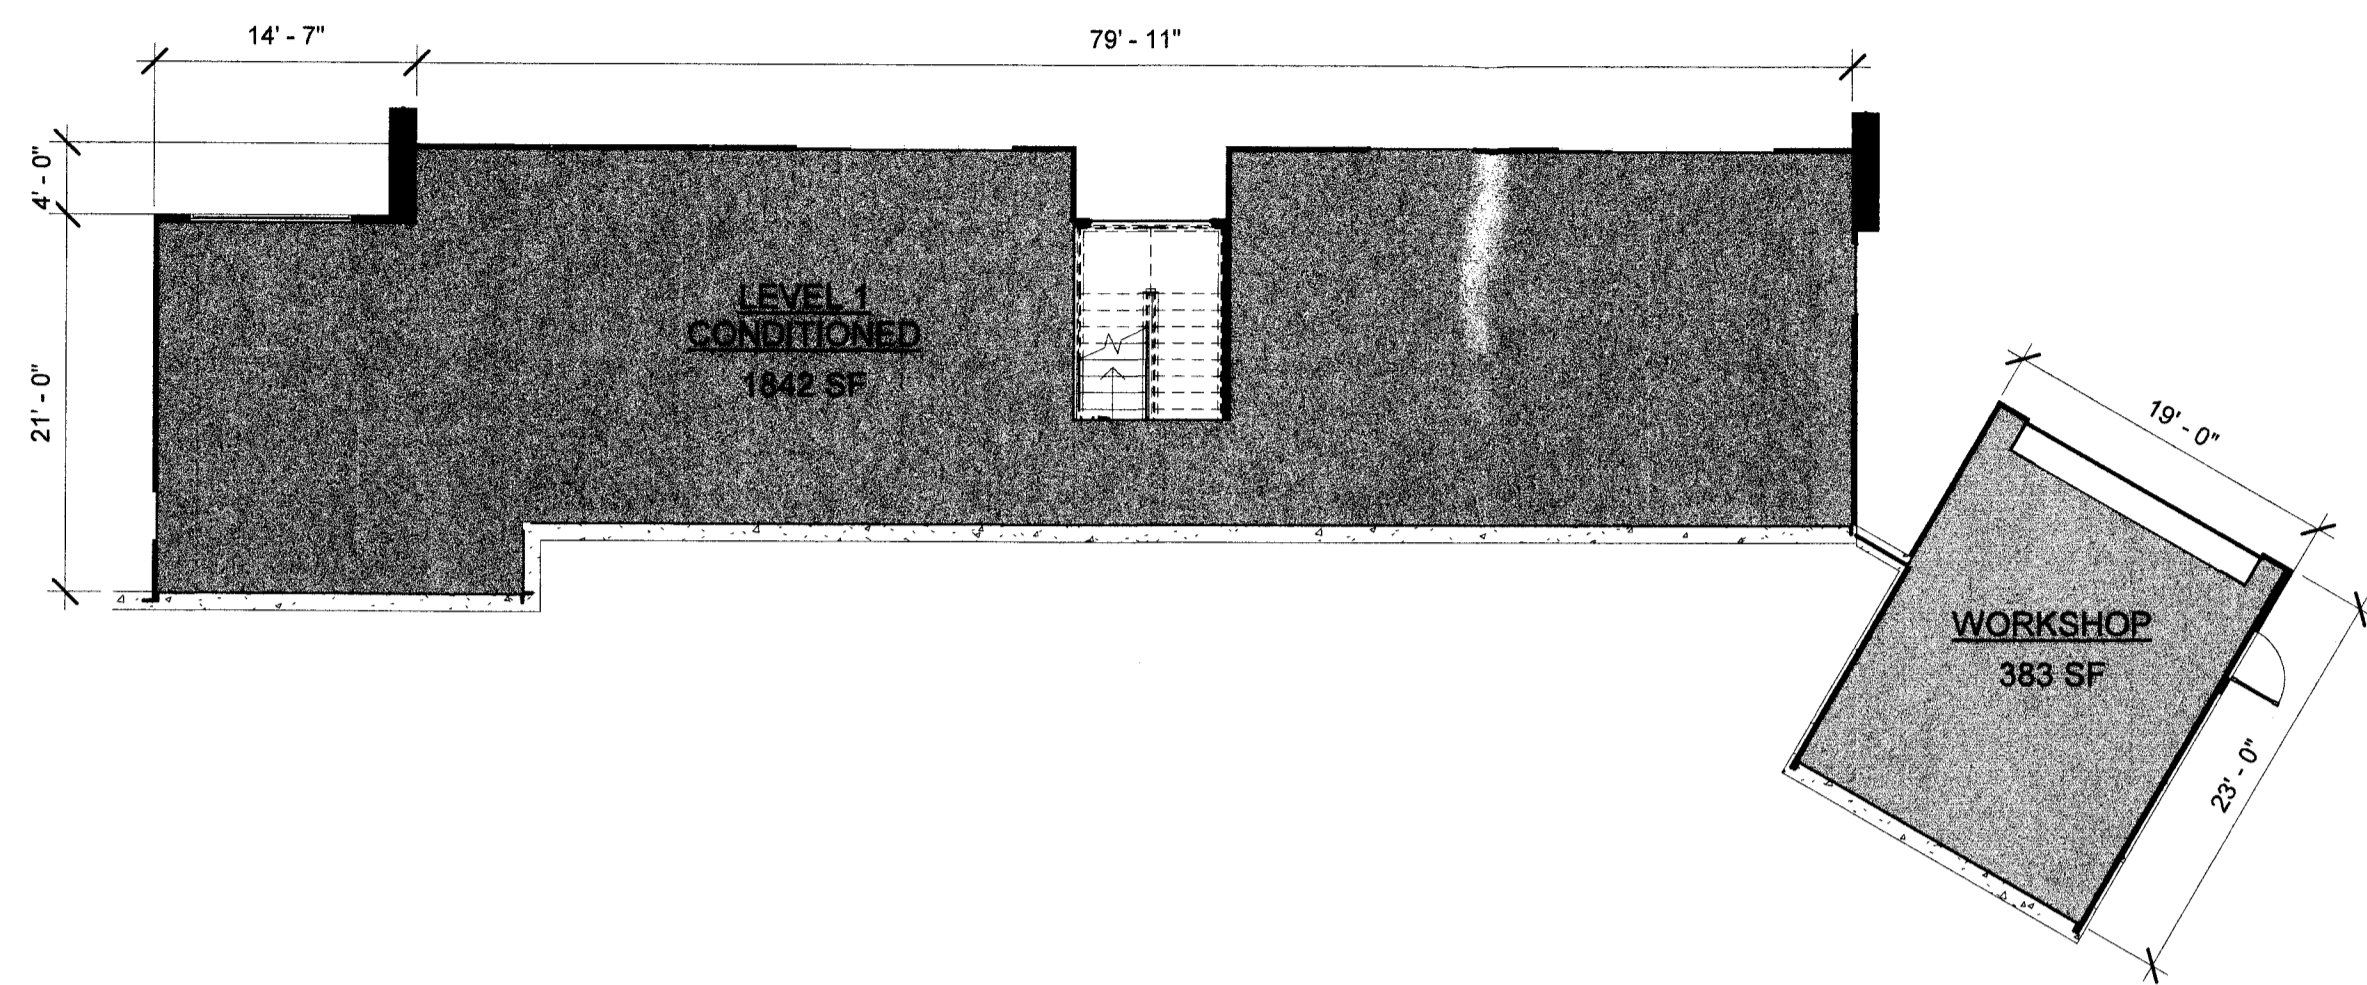 14' - 7"
79' - 11"
4' - 0"
21' - 0"
LEVEL 1
CONDITIONED
1842 SF
19' - 0"
WORKSHOP
383 SF
23' - 0"